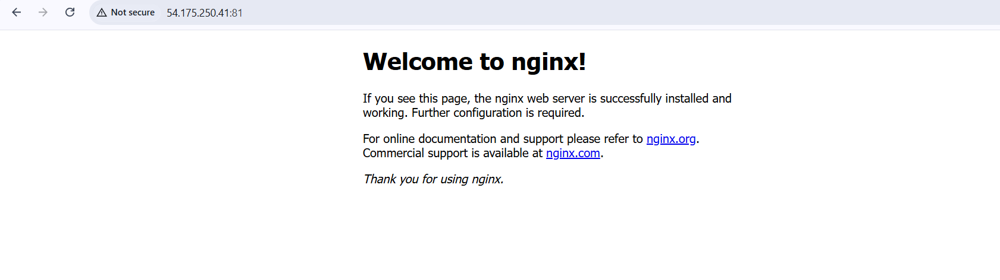 Not secure 54.175.250.41:81
Welcome to nginx!
If you see this page, the nginx web server is successfully installed and
working. Further configuration is required.
For online documentation and support please refer to nginx.org.
Commercial support is available at nginx.com.
Thank you for using nginx.